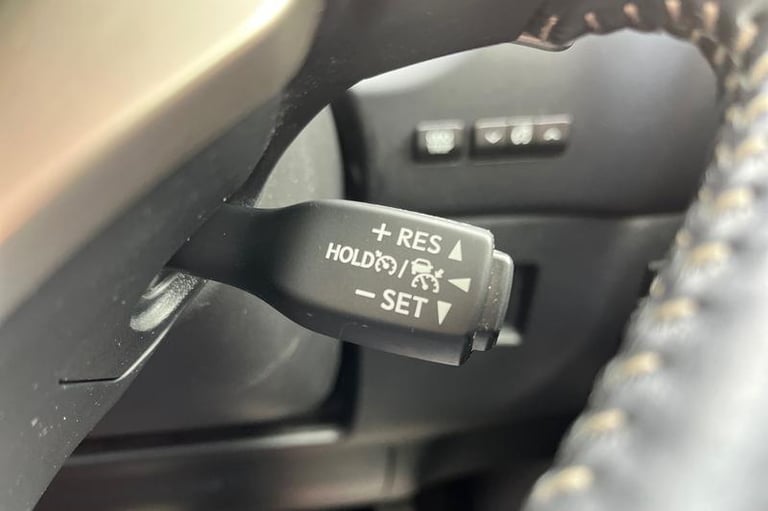 + RES
HOLD /
− SET